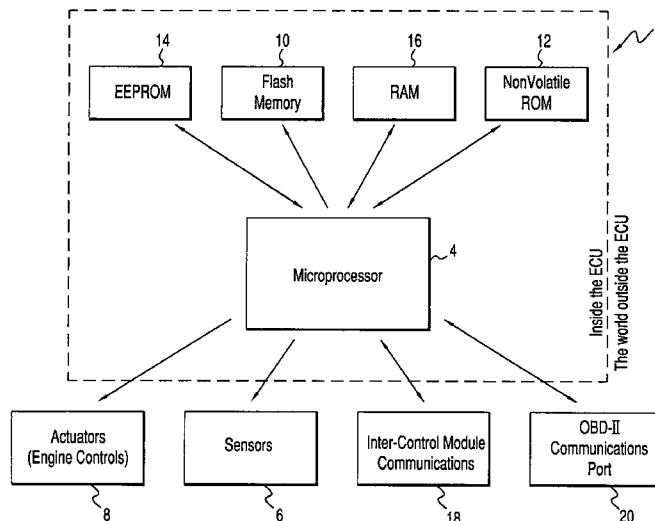 14
10
16
12
EEPROM
Flash
Memory
RAM
NonVolatile
ROM
Microprocessor
4
Inside the ECU
The world outside the ECU
Actuators
(Engine Controls)
Sensors
Inter-Control Module
Communications
OBD-II
Communications
Port
8
6
18
20